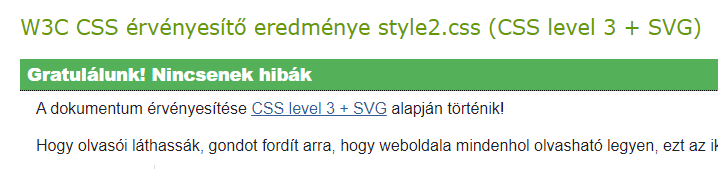 W3C CSS érvényesítő eredménye style2.css (CSS level 3 + SVG)
Gratulálunk! Nincsenek hibák
A dokumentum érvényesítése CSS level 3 + SVG alapján történik!
Hogy olvasói láthassák, gondot fordít arra, hogy weboldala mindenhol olvasható legyen, ezt az